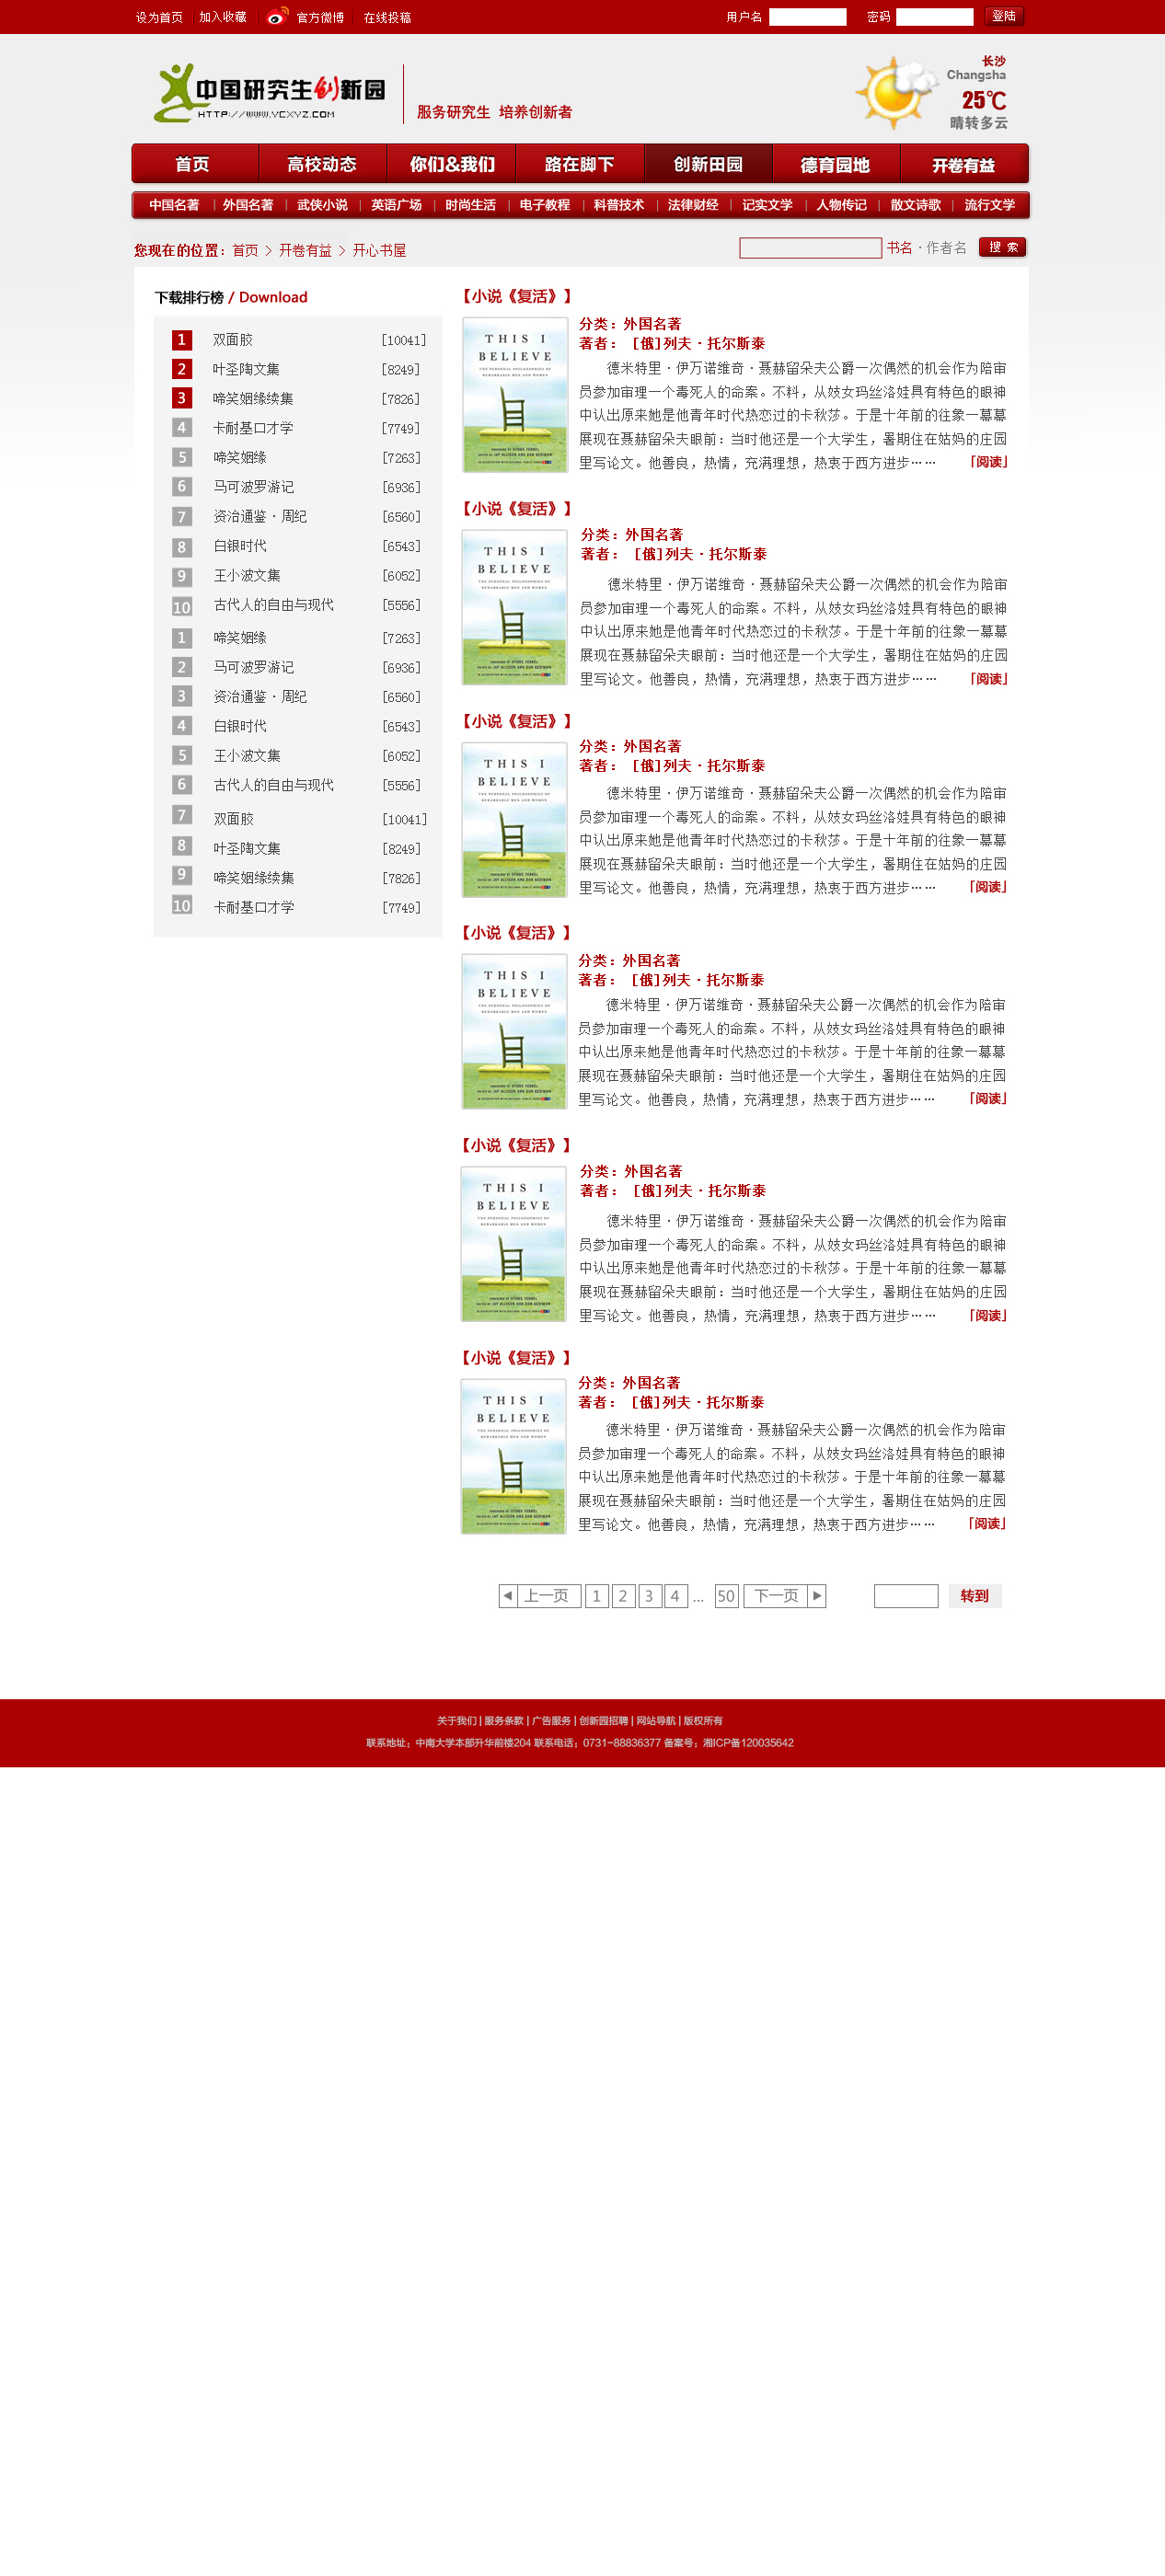 设为首页 加入收藏 官方微博 在线投稿 用户名 密码 登陆
中国研究生创新园
HTTP://WWW.YCXYZ.COM
服务研究生 培养创新者
长沙
Changsha
25℃
晴转多云
首页 高校动态 你们&我们 路在脚下 创新田园 德育园地 开卷有益
中国名著 | 外国名著 | 武侠小说 | 英语广场 | 时尚生活 | 电子教程 | 科普技术 | 法律财经 | 记实文学 | 人物传记 | 散文诗歌 | 流行文学
您现在的位置：首页 > 开卷有益 > 开心书屋 书名·作者名 搜 索
下载排行榜 / Download
1 双面胶 [10041]
2 叶圣陶文集 [8249]
3 啼笑姻缘续集 [7826]
4 卡耐基口才学 [7749]
5 啼笑姻缘 [7263]
6 马可波罗游记 [6936]
7 资治通鉴·周纪 [6560]
8 白银时代 [6543]
9 王小波文集 [6052]
10 古代人的自由与现代 [5556]
1 啼笑姻缘 [7263]
2 马可波罗游记 [6936]
3 资治通鉴·周纪 [6560]
4 白银时代 [6543]
5 王小波文集 [6052]
6 古代人的自由与现代 [5556]
7 双面胶 [10041]
8 叶圣陶文集 [8249]
9 啼笑姻缘续集 [7826]
10 卡耐基口才学 [7749]
【小说《复活》】
THIS I
BELIEVE
分类：外国名著
著者： [俄]列夫·托尔斯泰
德米特里·伊万诺维奇·聂赫留朵夫公爵一次偶然的机会作为陪审
员参加审理一个毒死人的命案。不料，从妓女玛丝洛娃具有特色的眼神
中认出原来她是他青年时代热恋过的卡秋莎。于是十年前的往象一幕幕
展现在聂赫留朵夫眼前：当时他还是一个大学生，暑期住在姑妈的庄园
里写论文。他善良，热情，充满理想，热衷于西方进步…… 「阅读」
【小说《复活》】
THIS I
BELIEVE
分类：外国名著
著者： [俄]列夫·托尔斯泰
德米特里·伊万诺维奇·聂赫留朵夫公爵一次偶然的机会作为陪审
员参加审理一个毒死人的命案。不料，从妓女玛丝洛娃具有特色的眼神
中认出原来她是他青年时代热恋过的卡秋莎。于是十年前的往象一幕幕
展现在聂赫留朵夫眼前：当时他还是一个大学生，暑期住在姑妈的庄园
里写论文。他善良，热情，充满理想，热衷于西方进步…… 「阅读」
【小说《复活》】
THIS I
BELIEVE
分类：外国名著
著者： [俄]列夫·托尔斯泰
德米特里·伊万诺维奇·聂赫留朵夫公爵一次偶然的机会作为陪审
员参加审理一个毒死人的命案。不料，从妓女玛丝洛娃具有特色的眼神
中认出原来她是他青年时代热恋过的卡秋莎。于是十年前的往象一幕幕
展现在聂赫留朵夫眼前：当时他还是一个大学生，暑期住在姑妈的庄园
里写论文。他善良，热情，充满理想，热衷于西方进步…… 「阅读」
【小说《复活》】
THIS I
BELIEVE
分类：外国名著
著者： [俄]列夫·托尔斯泰
德米特里·伊万诺维奇·聂赫留朵夫公爵一次偶然的机会作为陪审
员参加审理一个毒死人的命案。不料，从妓女玛丝洛娃具有特色的眼神
中认出原来她是他青年时代热恋过的卡秋莎。于是十年前的往象一幕幕
展现在聂赫留朵夫眼前：当时他还是一个大学生，暑期住在姑妈的庄园
里写论文。他善良，热情，充满理想，热衷于西方进步…… 「阅读」
【小说《复活》】
THIS I
BELIEVE
分类：外国名著
著者： [俄]列夫·托尔斯泰
德米特里·伊万诺维奇·聂赫留朵夫公爵一次偶然的机会作为陪审
员参加审理一个毒死人的命案。不料，从妓女玛丝洛娃具有特色的眼神
中认出原来她是他青年时代热恋过的卡秋莎。于是十年前的往象一幕幕
展现在聂赫留朵夫眼前：当时他还是一个大学生，暑期住在姑妈的庄园
里写论文。他善良，热情，充满理想，热衷于西方进步…… 「阅读」
【小说《复活》】
THIS I
BELIEVE
分类：外国名著
著者： [俄]列夫·托尔斯泰
德米特里·伊万诺维奇·聂赫留朵夫公爵一次偶然的机会作为陪审
员参加审理一个毒死人的命案。不料，从妓女玛丝洛娃具有特色的眼神
中认出原来她是他青年时代热恋过的卡秋莎。于是十年前的往象一幕幕
展现在聂赫留朵夫眼前：当时他还是一个大学生，暑期住在姑妈的庄园
里写论文。他善良，热情，充满理想，热衷于西方进步…… 「阅读」
上一页 1 2 3 4 ... 50 下一页 转到
关于我们 | 服务条款 | 广告服务 | 创新园招聘 | 网站导航 | 版权所有
联系地址：中南大学本部升华前楼204 联系电话：0731-88836377 备案号：湘ICP备120035642